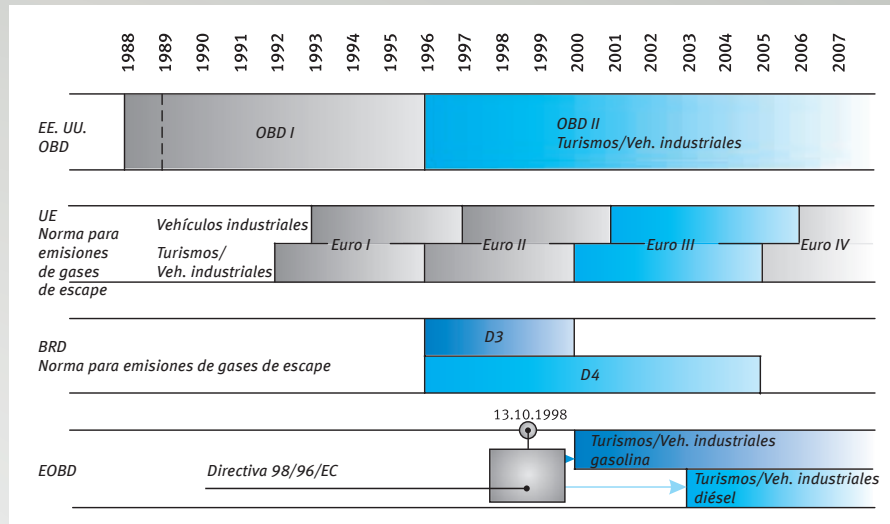 1988 1989 1990 1991 1992 1993 1994 1995 1996 1997 1998 1999 2000 2001 2002 2003 2004 2005 2006 2007
EE. UU.
OBD
OBD I
OBD II
Turismos/Veh. industriales
UE
Norma para
emisiones
de gases
de escape
Vehículos industriales
Turismos/
Veh. industriales
Euro I
Euro II
Euro III
Euro IV
BRD
Norma para emisiones de gases de escape
D3
D4
13.10.1998
EOBD
Directiva 98/96/EC
Turismos/Veh. industriales
gasolina
Turismos/Veh. industriales
diésel